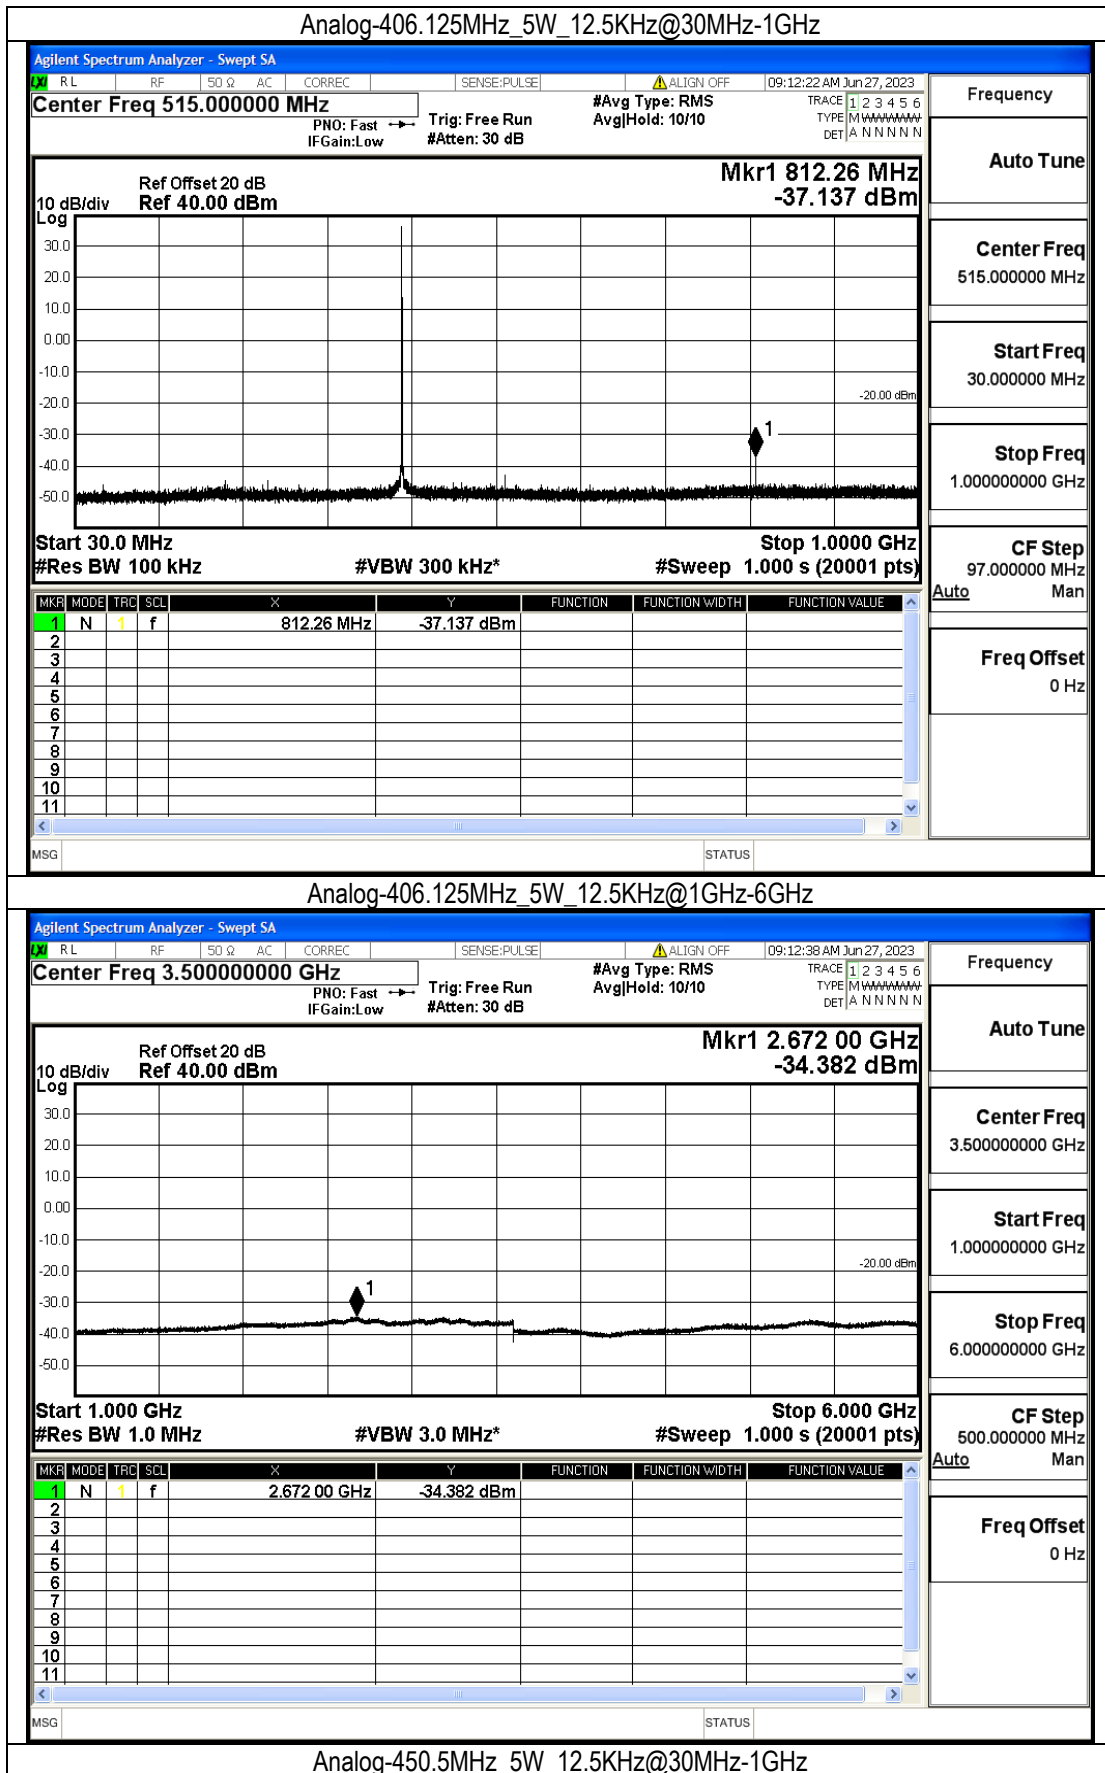 Analog-406.125MHz_5W_12.5KHz@30MHz-1GHz
Agilent Spectrum Analyzer - Swept SA
LXI RL RF 50 Ω AC CORREC SENSE:PULSE ALIGN OFF 09:12:22 AM Jun 27, 2023
Center Freq 515.000000 MHz #Avg Type: RMS TRACE 1 2 3 4 5 6
PNO: Fast Trig: Free Run Avg|Hold: 10/10 TYPE M WWWWW
IFGain:Low #Atten: 30 dB DET A N N N N N
Frequency
Auto Tune
Mkr1 812.26 MHz
Ref Offset 20 dB
10 dB/div Ref 40.00 dBm -37.137 dBm
Log
30.0
20.0
10.0
0.00
-10.0
-20.0
-30.0
-40.0
-50.0
-20.00 dBm
1
Start 30.0 MHz Stop 1.0000 GHz
#Res BW 100 kHz #VBW 300 kHz* #Sweep 1.000 s (20001 pts)
Center Freq
515.000000 MHz
Start Freq
30.000000 MHz
Stop Freq
1.000000000 GHz
CF Step
97.000000 MHz
Auto Man
Freq Offset
0 Hz
MKR MODE TRC SCL X Y FUNCTION FUNCTION WIDTH FUNCTION VALUE
1 N 1 f 812.26 MHz -37.137 dBm
2
3
4
5
6
7
8
9
10
11
MSG STATUS
Analog-406.125MHz_5W_12.5KHz@1GHz-6GHz
Agilent Spectrum Analyzer - Swept SA
LXI RL RF 50 Ω AC CORREC SENSE:PULSE ALIGN OFF 09:12:38 AM Jun 27, 2023
Center Freq 3.500000000 GHz #Avg Type: RMS TRACE 1 2 3 4 5 6
PNO: Fast Trig: Free Run Avg|Hold: 10/10 TYPE M WWWWW
IFGain:Low #Atten: 30 dB DET A N N N N N
Frequency
Auto Tune
Mkr1 2.672 00 GHz
Ref Offset 20 dB
10 dB/div Ref 40.00 dBm -34.382 dBm
Log
30.0
20.0
10.0
0.00
-10.0
-20.0
-30.0
-40.0
-50.0
-20.00 dBm
1
Start 1.000 GHz Stop 6.000 GHz
#Res BW 1.0 MHz #VBW 3.0 MHz* #Sweep 1.000 s (20001 pts)
Center Freq
3.500000000 GHz
Start Freq
1.000000000 GHz
Stop Freq
6.000000000 GHz
CF Step
500.000000 MHz
Auto Man
Freq Offset
0 Hz
MKR MODE TRC SCL X Y FUNCTION FUNCTION WIDTH FUNCTION VALUE
1 N 1 f 2.672 00 GHz -34.382 dBm
2
3
4
5
6
7
8
9
10
11
MSG STATUS
Analog-450.5MHz_5W_12.5KHz@30MHz-1GHz